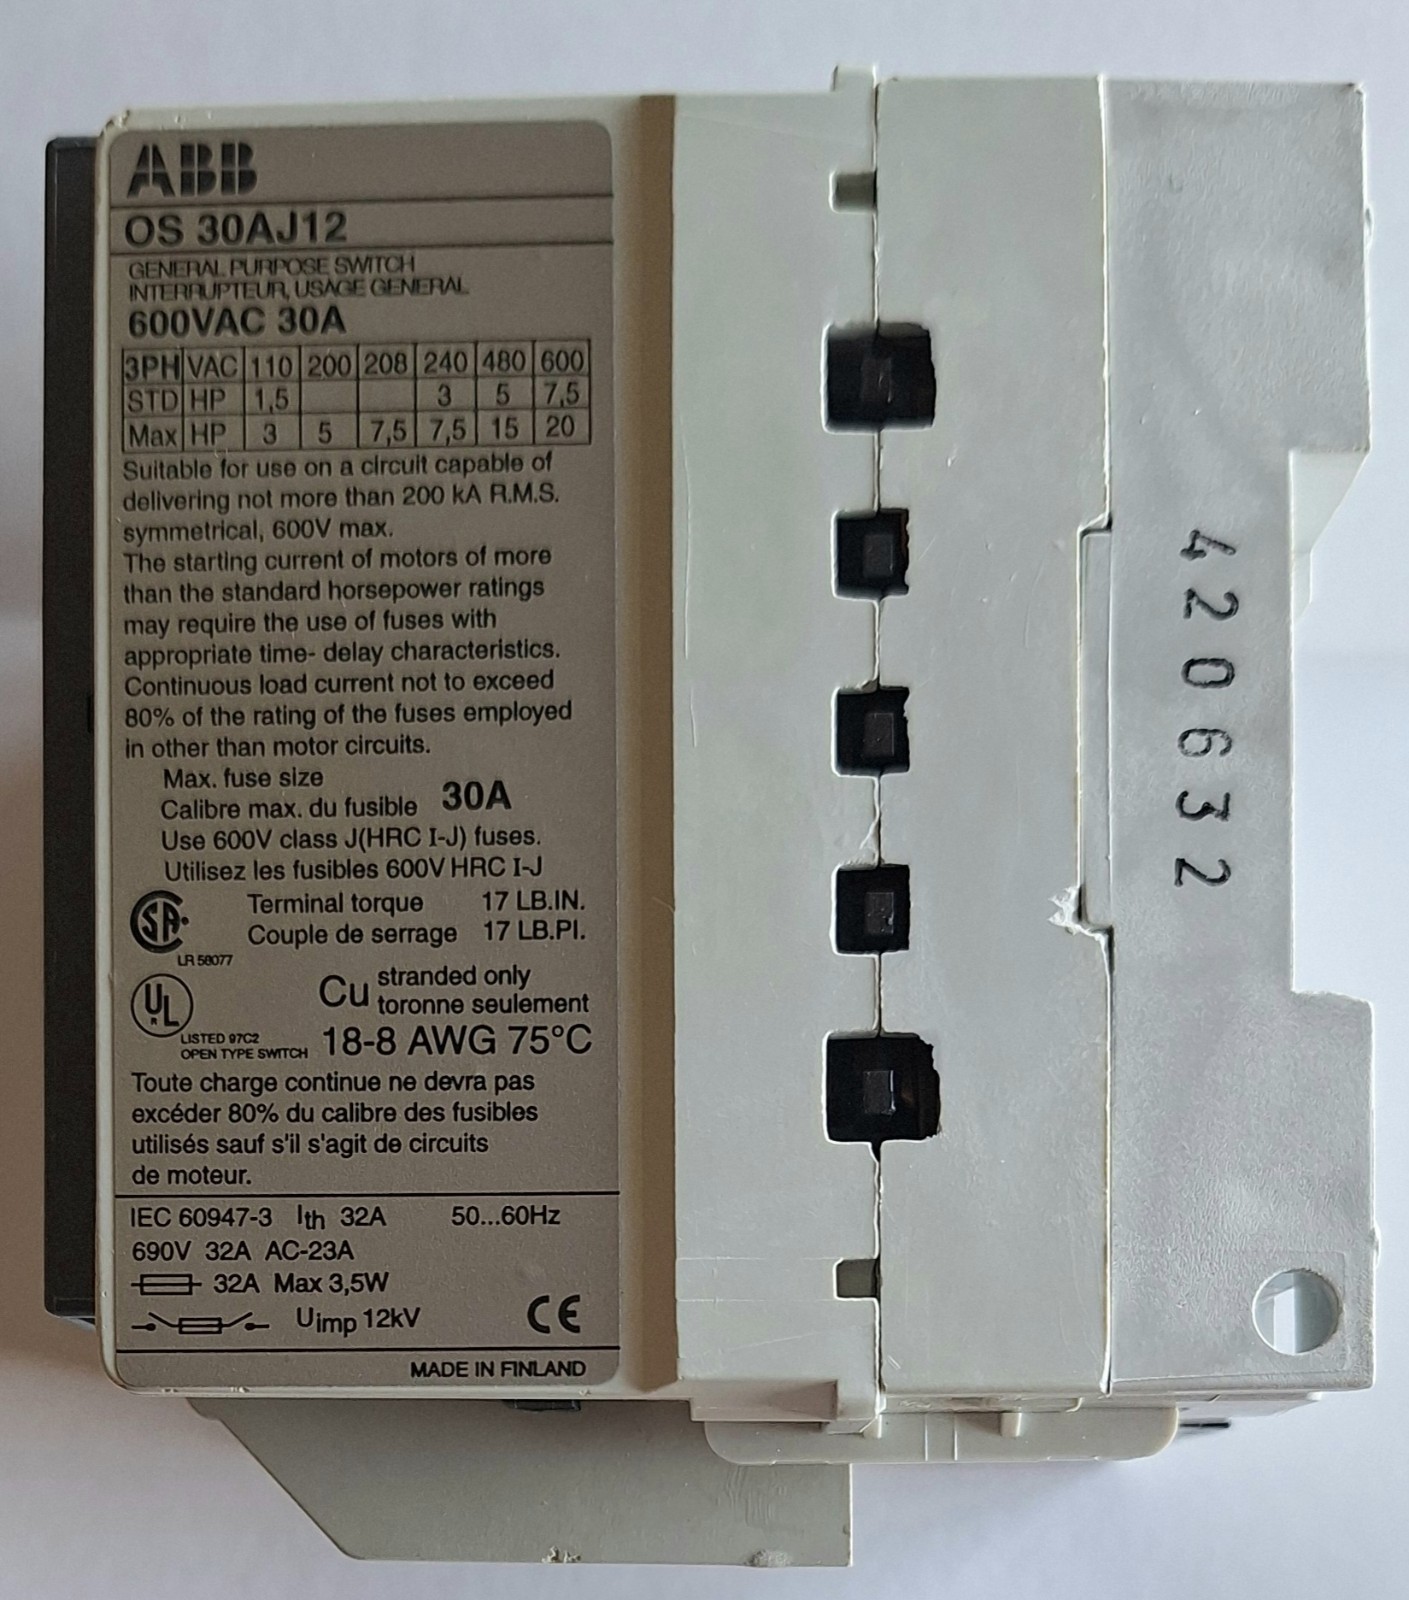 ABB
OS 30AJ12
GENERAL PURPOSE SWITCH
INTERRUPTEUR, USAGE GENERAL
600VAC 30A
3PH VAC 110 200 208 240 480 600
STD HP 1,5 3 5 7,5
Max HP 3 5 7,5 7,5 15 20
Suitable for use on a circuit capable of
delivering not more than 200 kA R.M.S.
symmetrical, 600V max.
The starting current of motors of more
than the standard horsepower ratings
may require the use of fuses with
appropriate time- delay characteristics.
Continuous load current not to exceed
80% of the rating of the fuses employed
in other than motor circuits.
Max. fuse size
Calibre max. du fusible 30A
Use 600V class J(HRC I-J) fuses.
Utilisez les fusibles 600V HRC I-J
SA
LR 58077
Terminal torque 17 LB.IN.
Couple de serrage 17 LB.PI.
UL
R
LISTED 97C2
OPEN TYPE SWITCH
Cu stranded only
toronne seulement
18-8 AWG 75°C
Toute charge continue ne devra pas
excéder 80% du calibre des fusibles
utilisés sauf s'il s'agit de circuits
de moteur.
IEC 60947-3 Ith 32A 50...60Hz
690V 32A AC-23A
32A Max 3,5W
Uimp 12kV CE
MADE IN FINLAND
420632